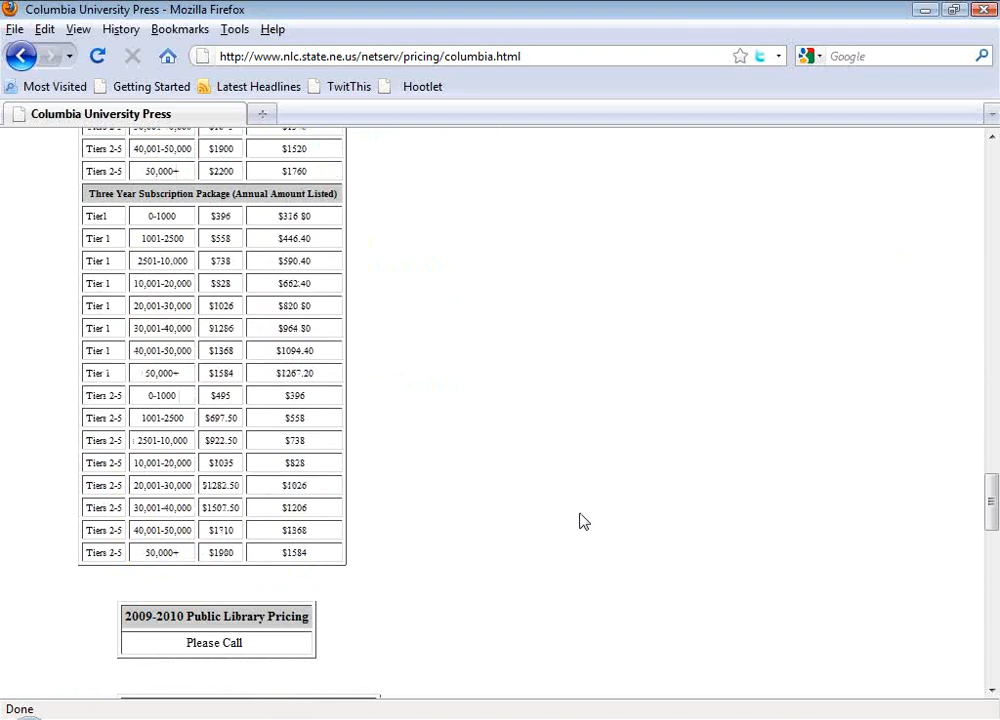 Columbia University Press - Mozilla Firefox
File Edit View History Bookmarks Tools Help
http://www.nlc.state.ne.us/netserv/pricing/columbia.html Google
Most Visited Getting Started Latest Headlines TwitThis Hootlet
Columbia University Press
Tiers 2-5 40,001-50,000 $1900 $1520
Tiers 2-5 50,000+ $2200 $1760
Three Year Subscription Package (Annual Amount Listed)
Tier1 0-1000 $396 $316 80
Tier 1 1001-2500 $558 $446.40
Tier 1 2501-10,000 $738 $590.40
Tier 1 10,001-20,000 $828 $662.40
Tier 1 20,001-30,000 $1026 $820 80
Tier 1 30,001-40,000 $1286 $964 80
Tier 1 40,001-50,000 $1368 $1094.40
Tier 1 50,000+ $1584 $1267.20
Tiers 2-5 0-1000 $495 $396
Tiers 2-5 1001-2500 $697.50 $558
Tiers 2-5 2501-10,000 $922.50 $738
Tiers 2-5 10,001-20,000 $1035 $828
Tiers 2-5 20,001-30,000 $1282.50 $1026
Tiers 2-5 30,001-40,000 $1507.50 $1206
Tiers 2-5 40,001-50,000 $1710 $1368
Tiers 2-5 50,000+ $1980 $1584
2009-2010 Public Library Pricing
Please Call
Done